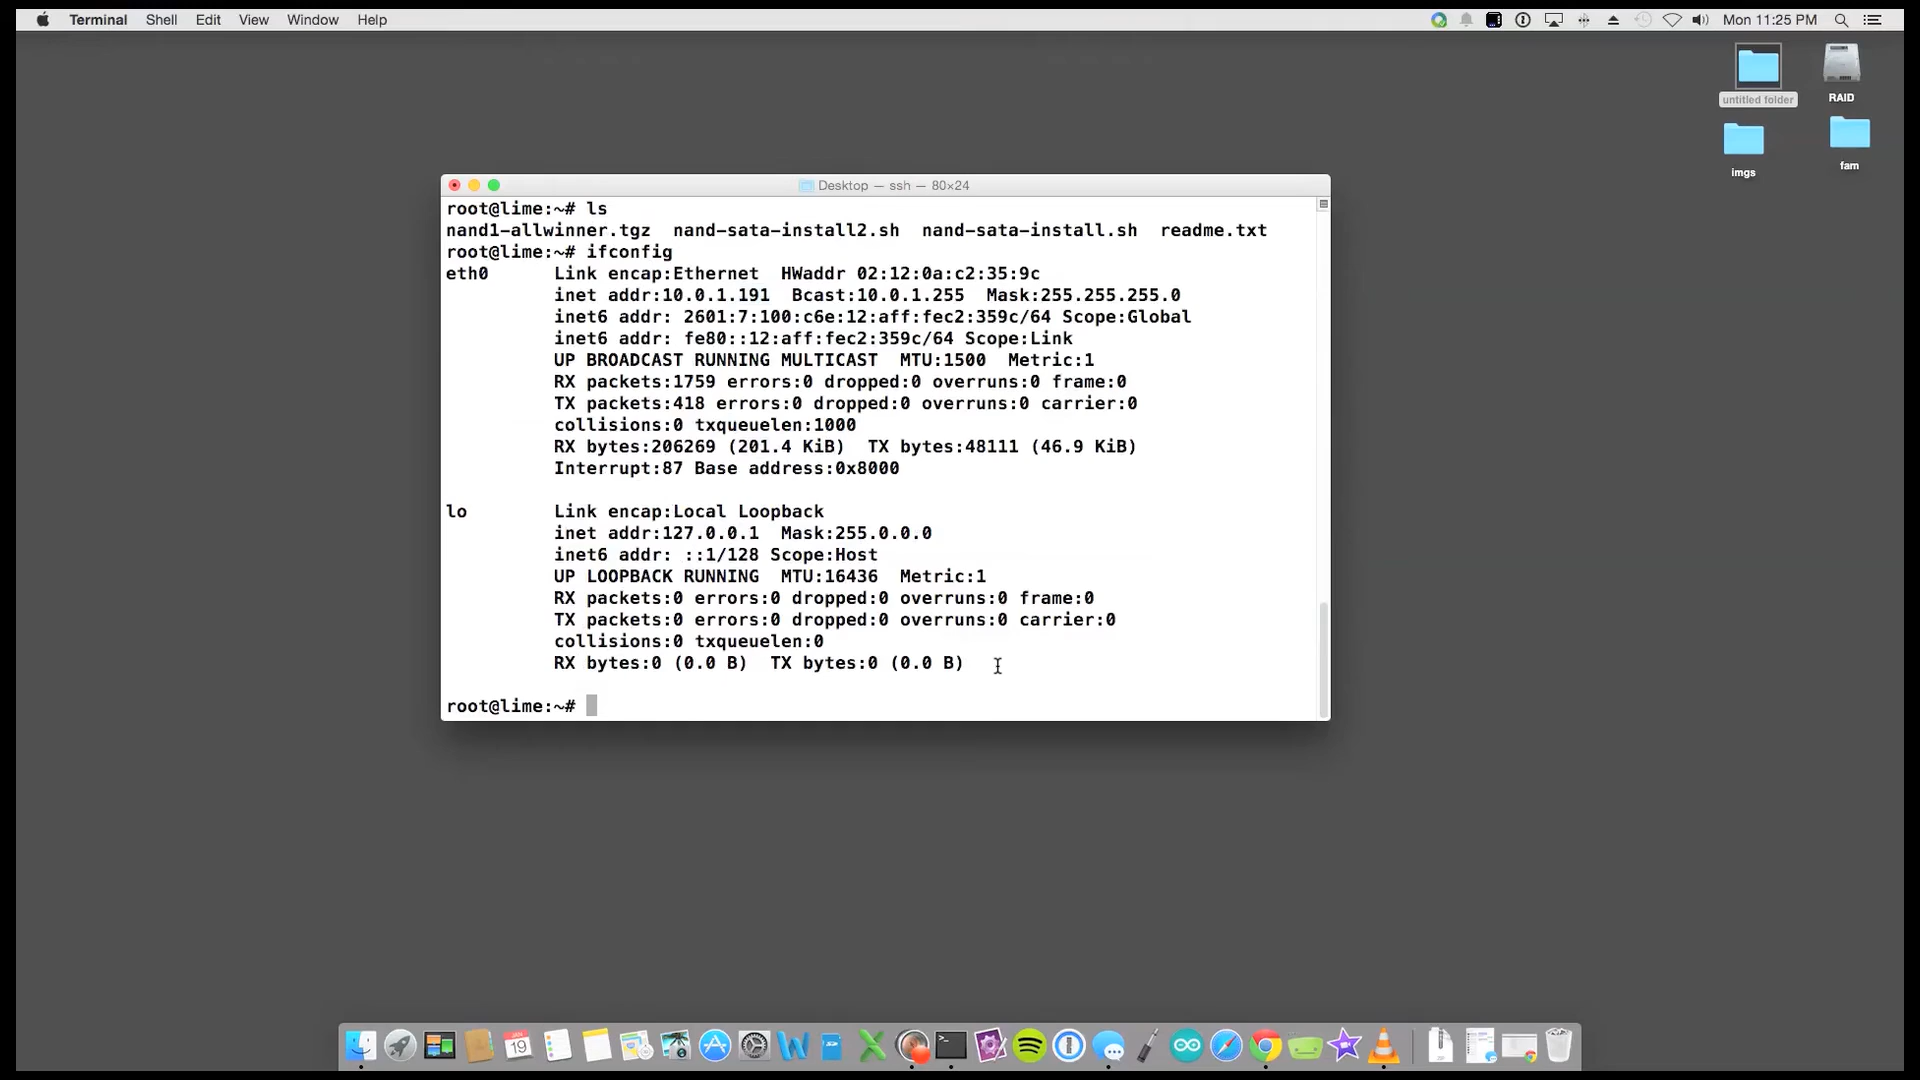 Terminal Shell Edit View Window Help Mon 11:25 PM
untitled folder
RAID
imgs
fam
Desktop — ssh — 80×24
root@lime:~# ls
nand1-allwinner.tgz  nand-sata-install2.sh  nand-sata-install.sh  readme.txt
root@lime:~# ifconfig
eth0      Link encap:Ethernet  HWaddr 02:12:0a:c2:35:9c
          inet addr:10.0.1.191  Bcast:10.0.1.255  Mask:255.255.255.0
          inet6 addr: 2601:7:100:c6e:12:aff:fec2:359c/64 Scope:Global
          inet6 addr: fe80::12:aff:fec2:359c/64 Scope:Link
          UP BROADCAST RUNNING MULTICAST  MTU:1500  Metric:1
          RX packets:1759 errors:0 dropped:0 overruns:0 frame:0
          TX packets:418 errors:0 dropped:0 overruns:0 carrier:0
          collisions:0 txqueuelen:1000
          RX bytes:206269 (201.4 KiB)  TX bytes:48111 (46.9 KiB)
          Interrupt:87 Base address:0x8000
lo        Link encap:Local Loopback
          inet addr:127.0.0.1  Mask:255.0.0.0
          inet6 addr: ::1/128 Scope:Host
          UP LOOPBACK RUNNING  MTU:16436  Metric:1
          RX packets:0 errors:0 dropped:0 overruns:0 frame:0
          TX packets:0 errors:0 dropped:0 overruns:0 carrier:0
          collisions:0 txqueuelen:0
          RX bytes:0 (0.0 B)  TX bytes:0 (0.0 B)
root@lime:~#
JAN
19